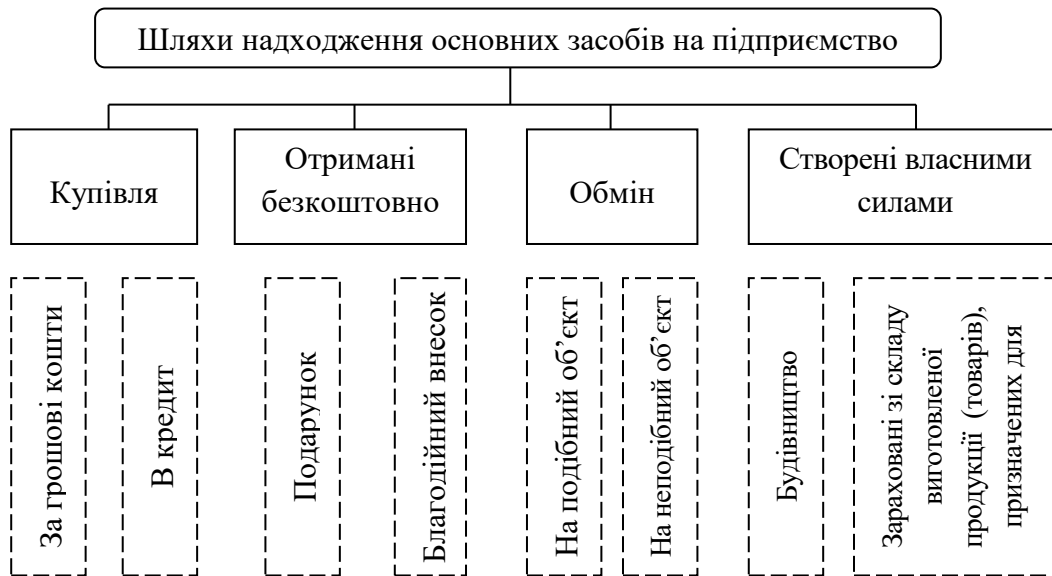 Шляхи надходження основних засобів на підприємство
Купівля
Отримані
безкоштовно
Обмін
Створені власними
силами
За грошові кошти
В кредит
Подарунок
Благодійний внесок
На подібний об’єкт
На неподібний об’єкт
Будівництво
Зараховані зі складу
виготовленої
продукції (товарів),
призначених для